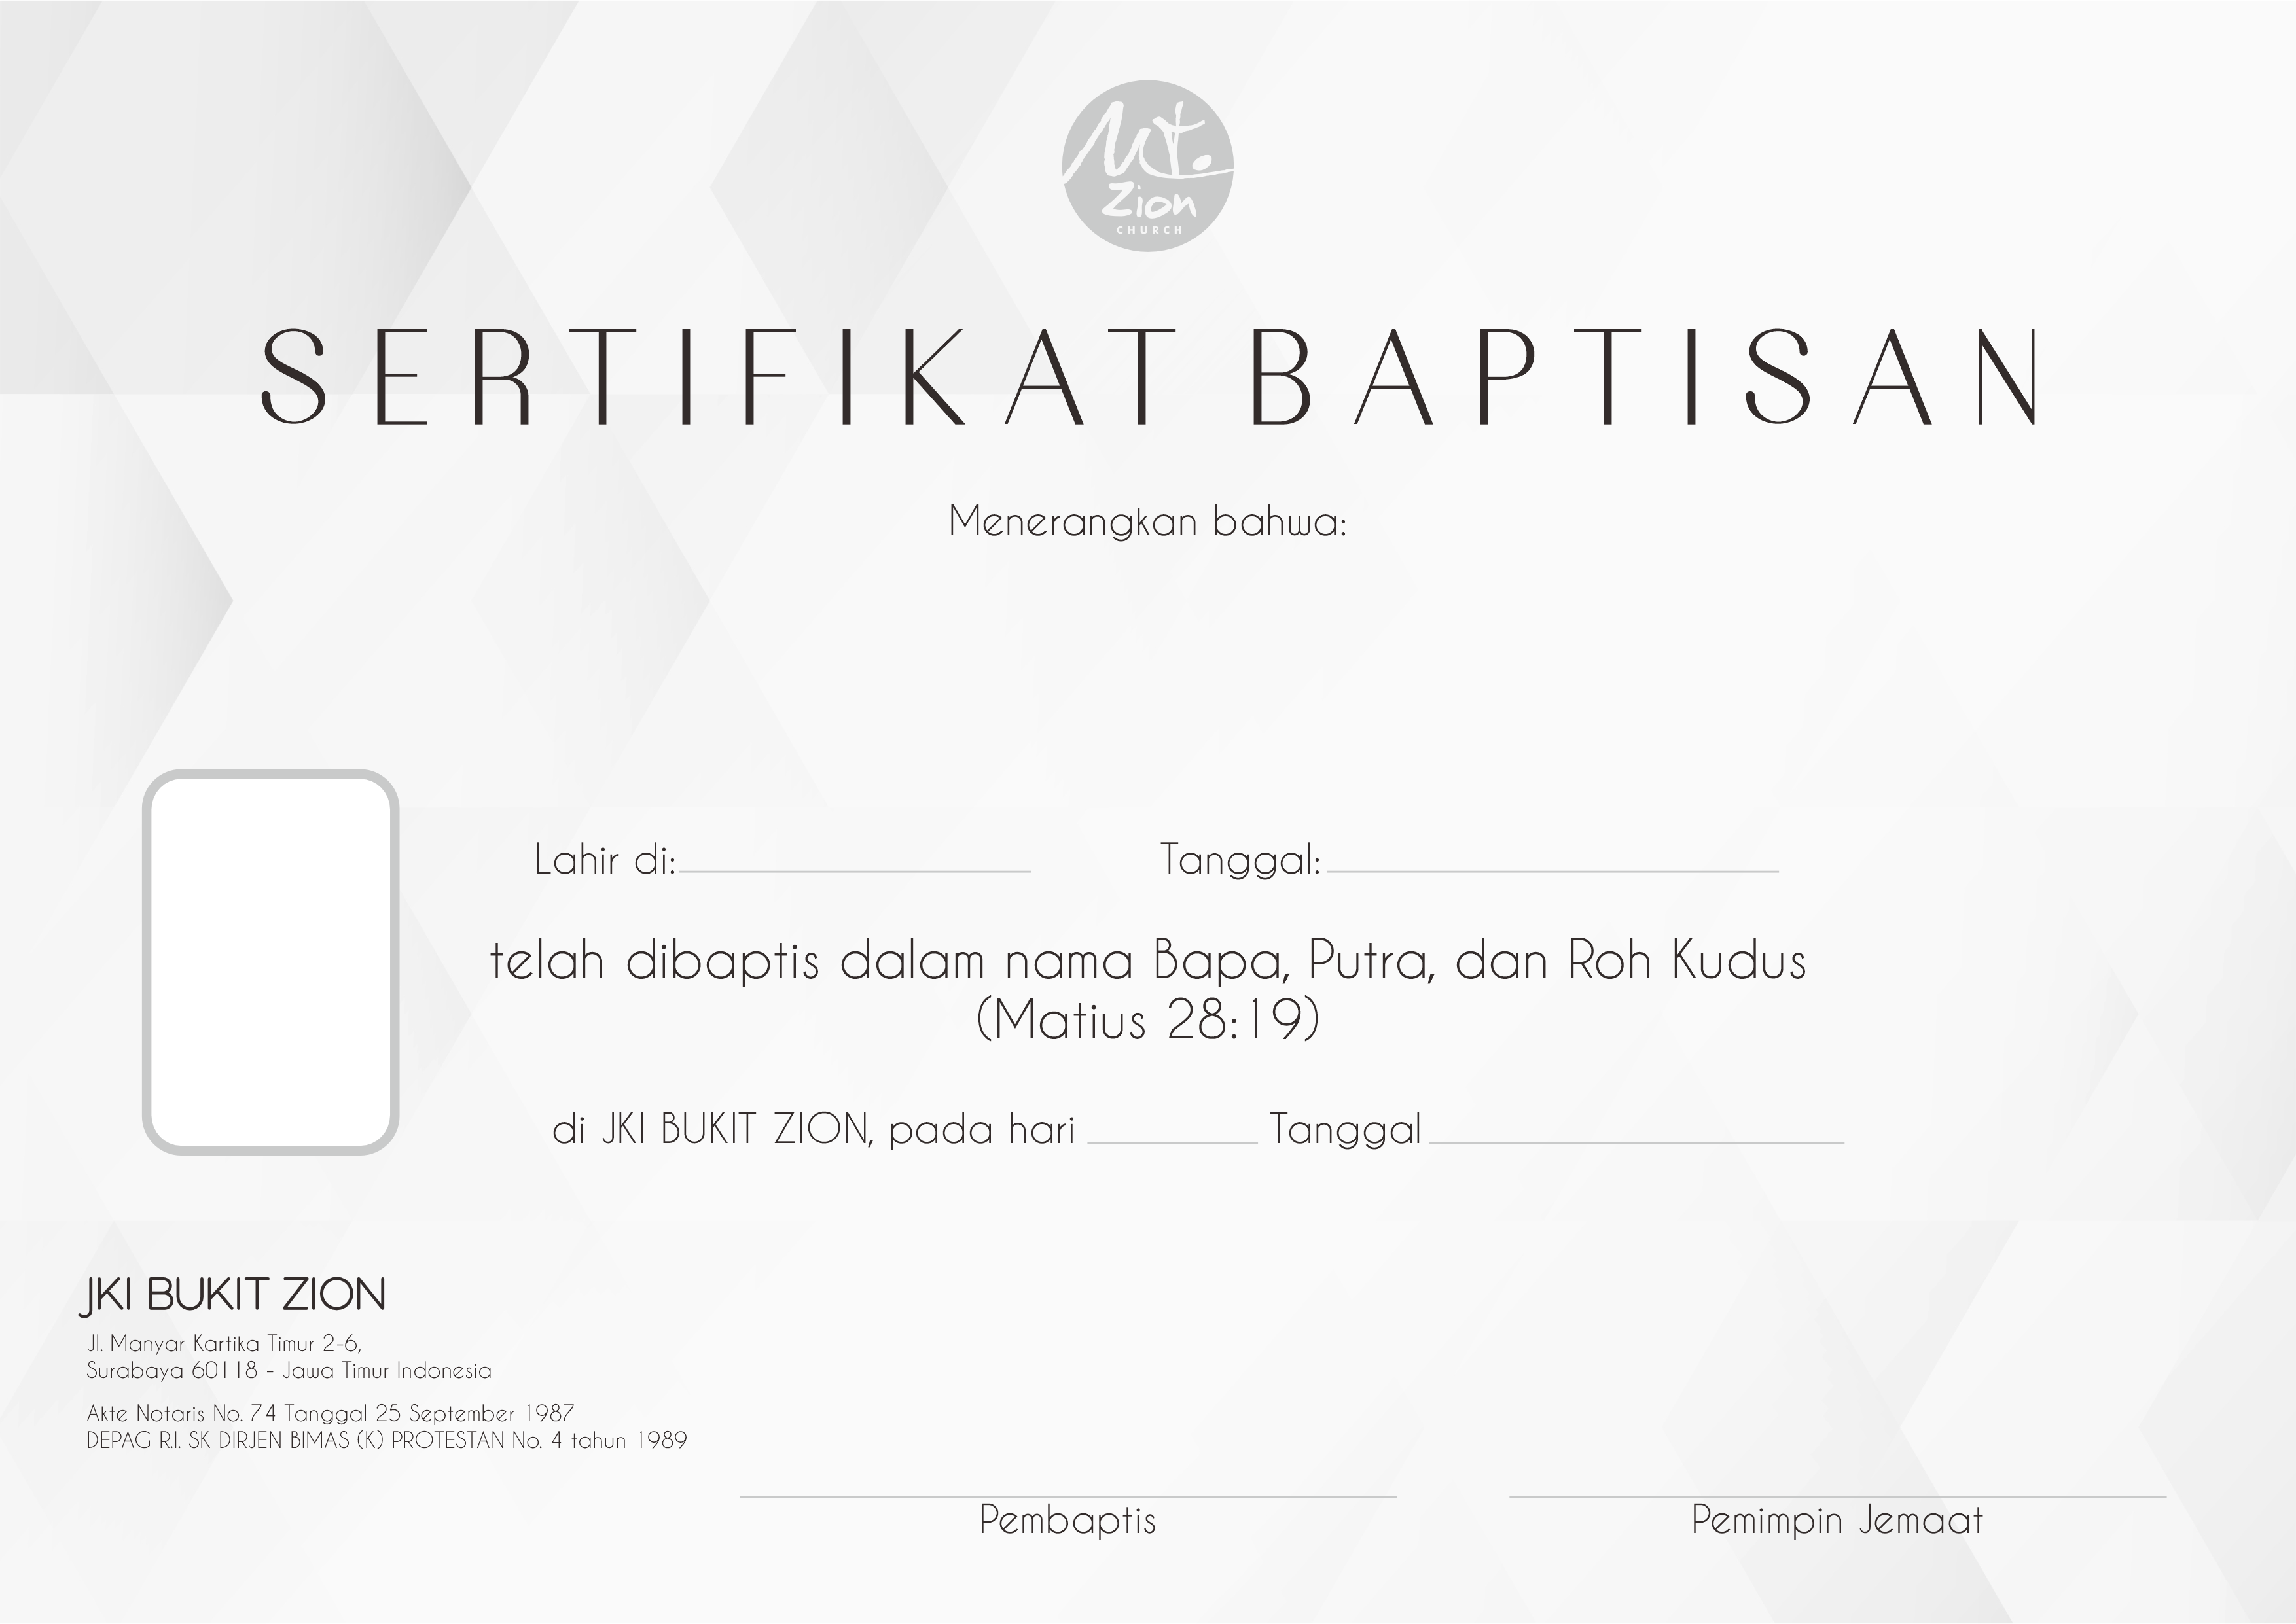 Mt.
Zion
CHURCH
SERTIFIKAT BAPTISAN
Menerangkan bahwa:
Lahir di: Tanggal:
telah dibaptis dalam nama Bapa, Putra, dan Roh Kudus
(Matius 28:19)
di JKI BUKIT ZION, pada hari Tanggal
JKI BUKIT ZION
Jl. Manyar Kartika Timur 2-6,
Surabaya 60118 - Jawa Timur Indonesia
Akte Notaris No. 74 Tanggal 25 September 1987
DEPAG R.I. SK DIRJEN BIMAS (K) PROTESTAN No. 4 tahun 1989
Pembaptis
Pemimpin Jemaat